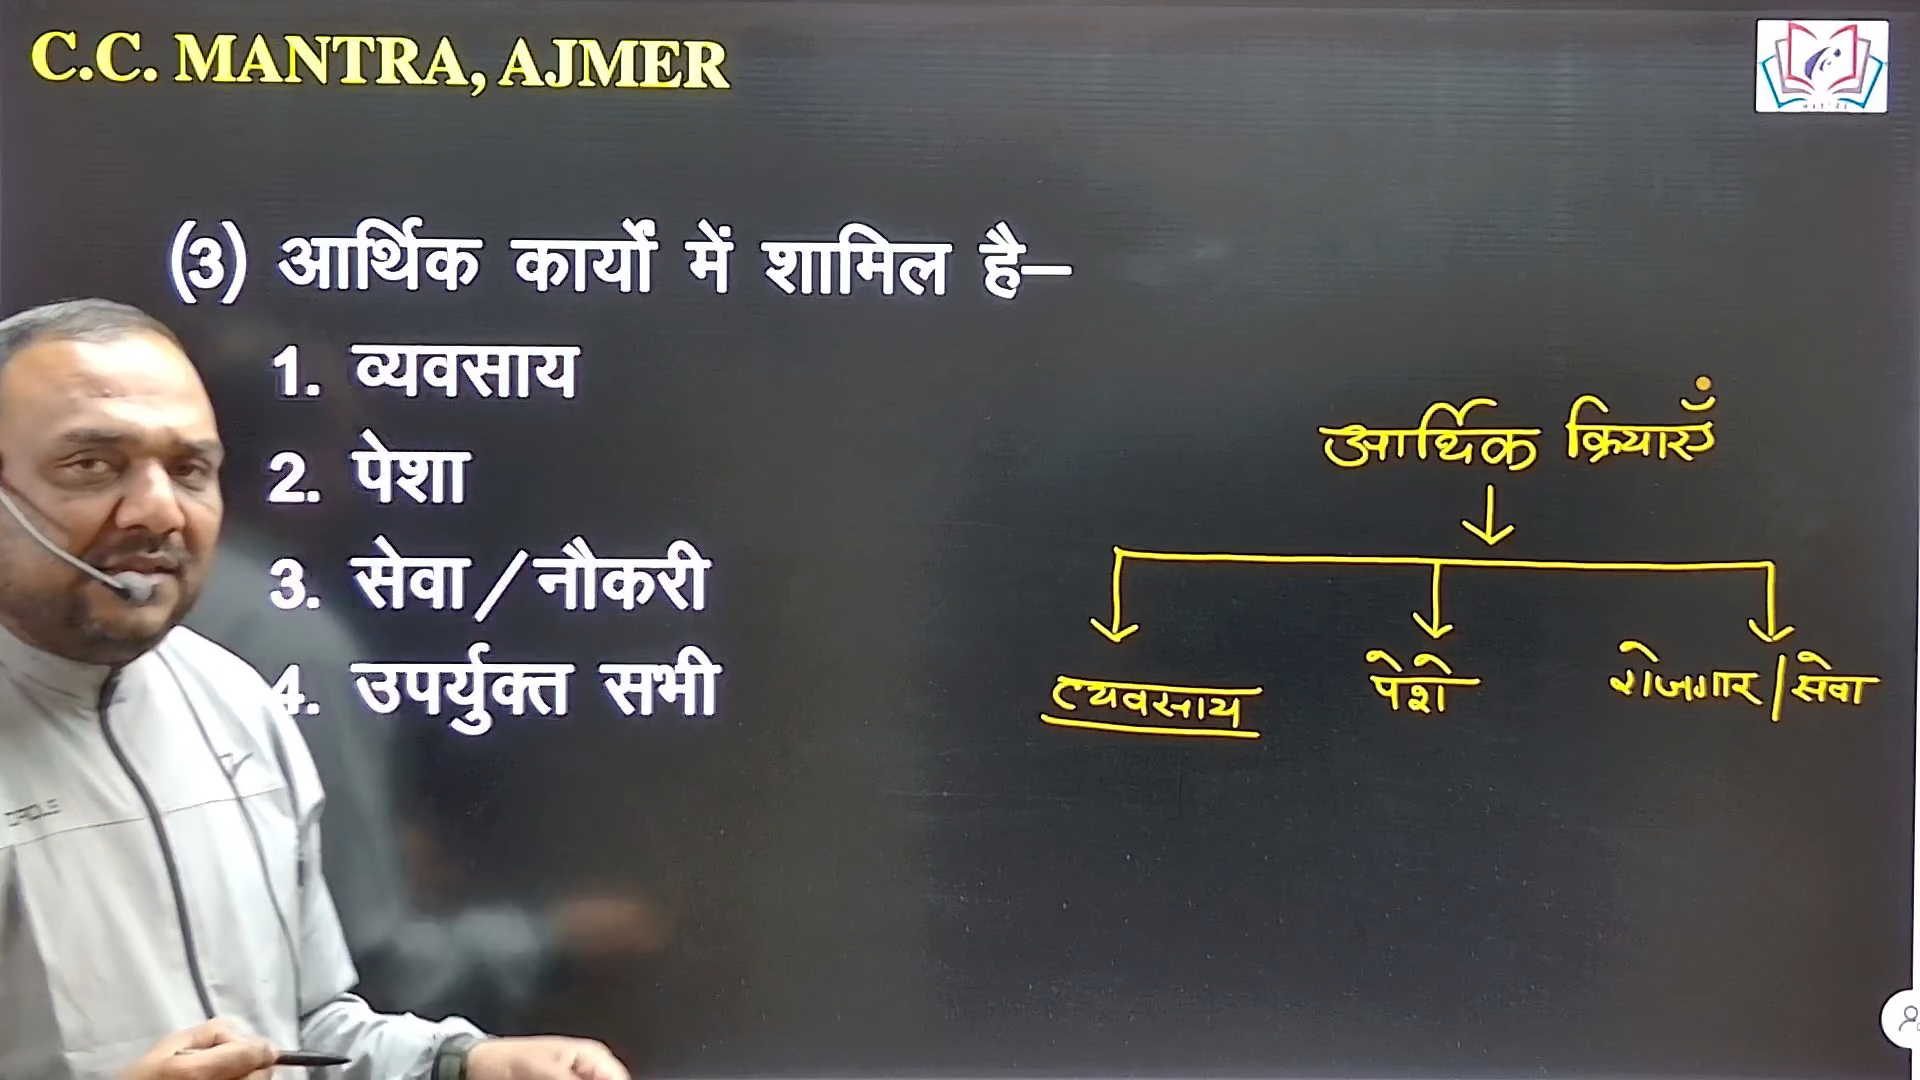 C.C. MANTRA, AJMER
(3) आर्थिक कार्यों में शामिल है–
1. व्यवसाय
2. पेशा
3. सेवा/नौकरी
4. उपर्युक्त सभी
आर्थिक क्रियाएँ
व्यवसाय
पेशे
रोजगार/सेवा